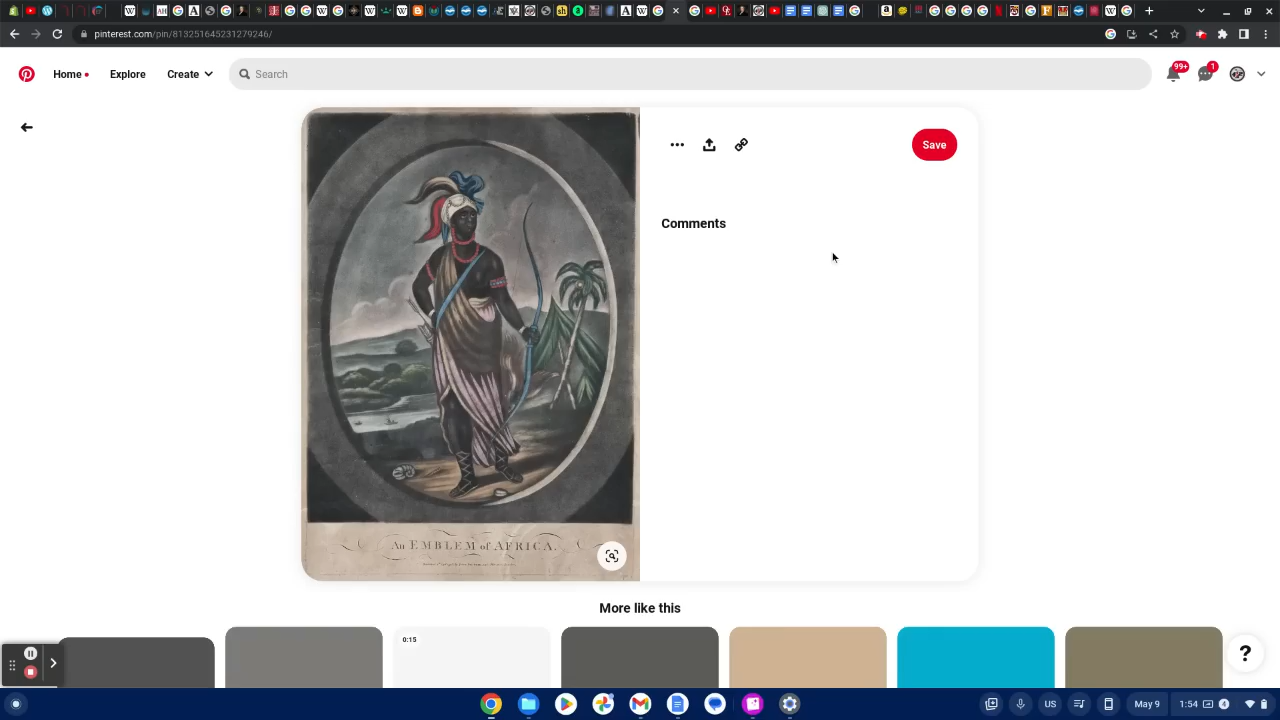 pinterest.com/pin/813251645231279246/
Home
Explore
Create
Search
99+
1
Save
Comments
An EMBLEM of AFRICA.
More like this
0:15
?
US
May 9
1:54
4